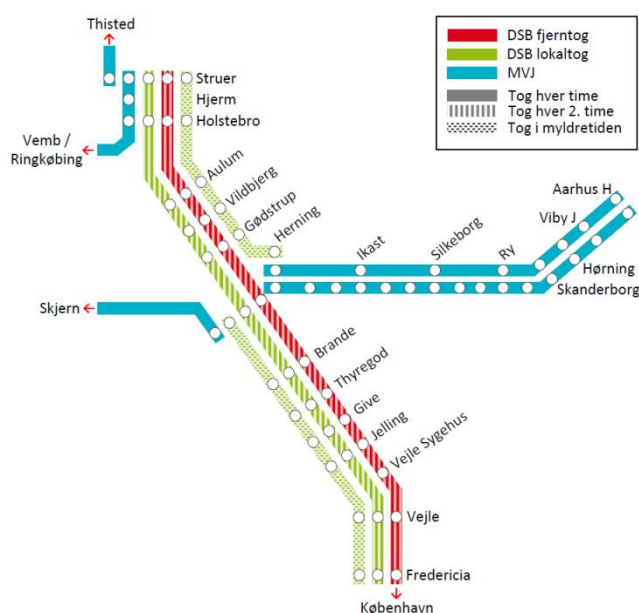 Thisted
Struer
Hjerm
Holstebro
Vemb /
Ringkøbing
Aulum
Vildbjerg
Gødstrup
Herning
Ikast
Silkeborg
Ry
Viby J
Aarhus H
Hørning
Skanderborg
Skjern
Brande
Thyregod
Give
Jelling
Vejle Sygehus
Vejle
Fredericia
København
DSB fjerntog
DSB lokaltog
MVJ
Tog hver time
Tog hver 2. time
Tog i myldretiden